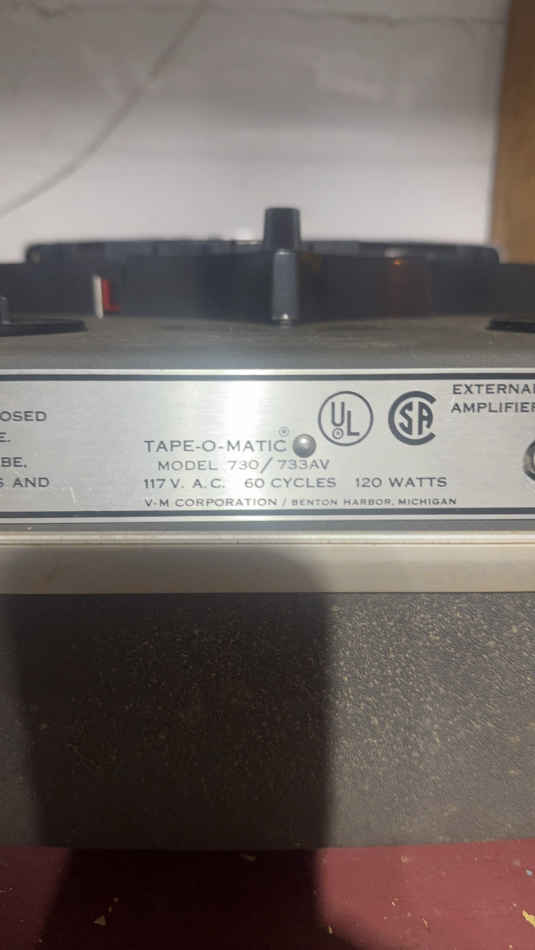 OSED
E.
BE.
S AND
TAPE-O-MATIC®
MODEL 730/733AV
117 V. A.C. 60 CYCLES 120 WATTS
V-M CORPORATION / BENTON HARBOR, MICHIGAN
UL
SA
EXTERNAL
AMPLIFIER